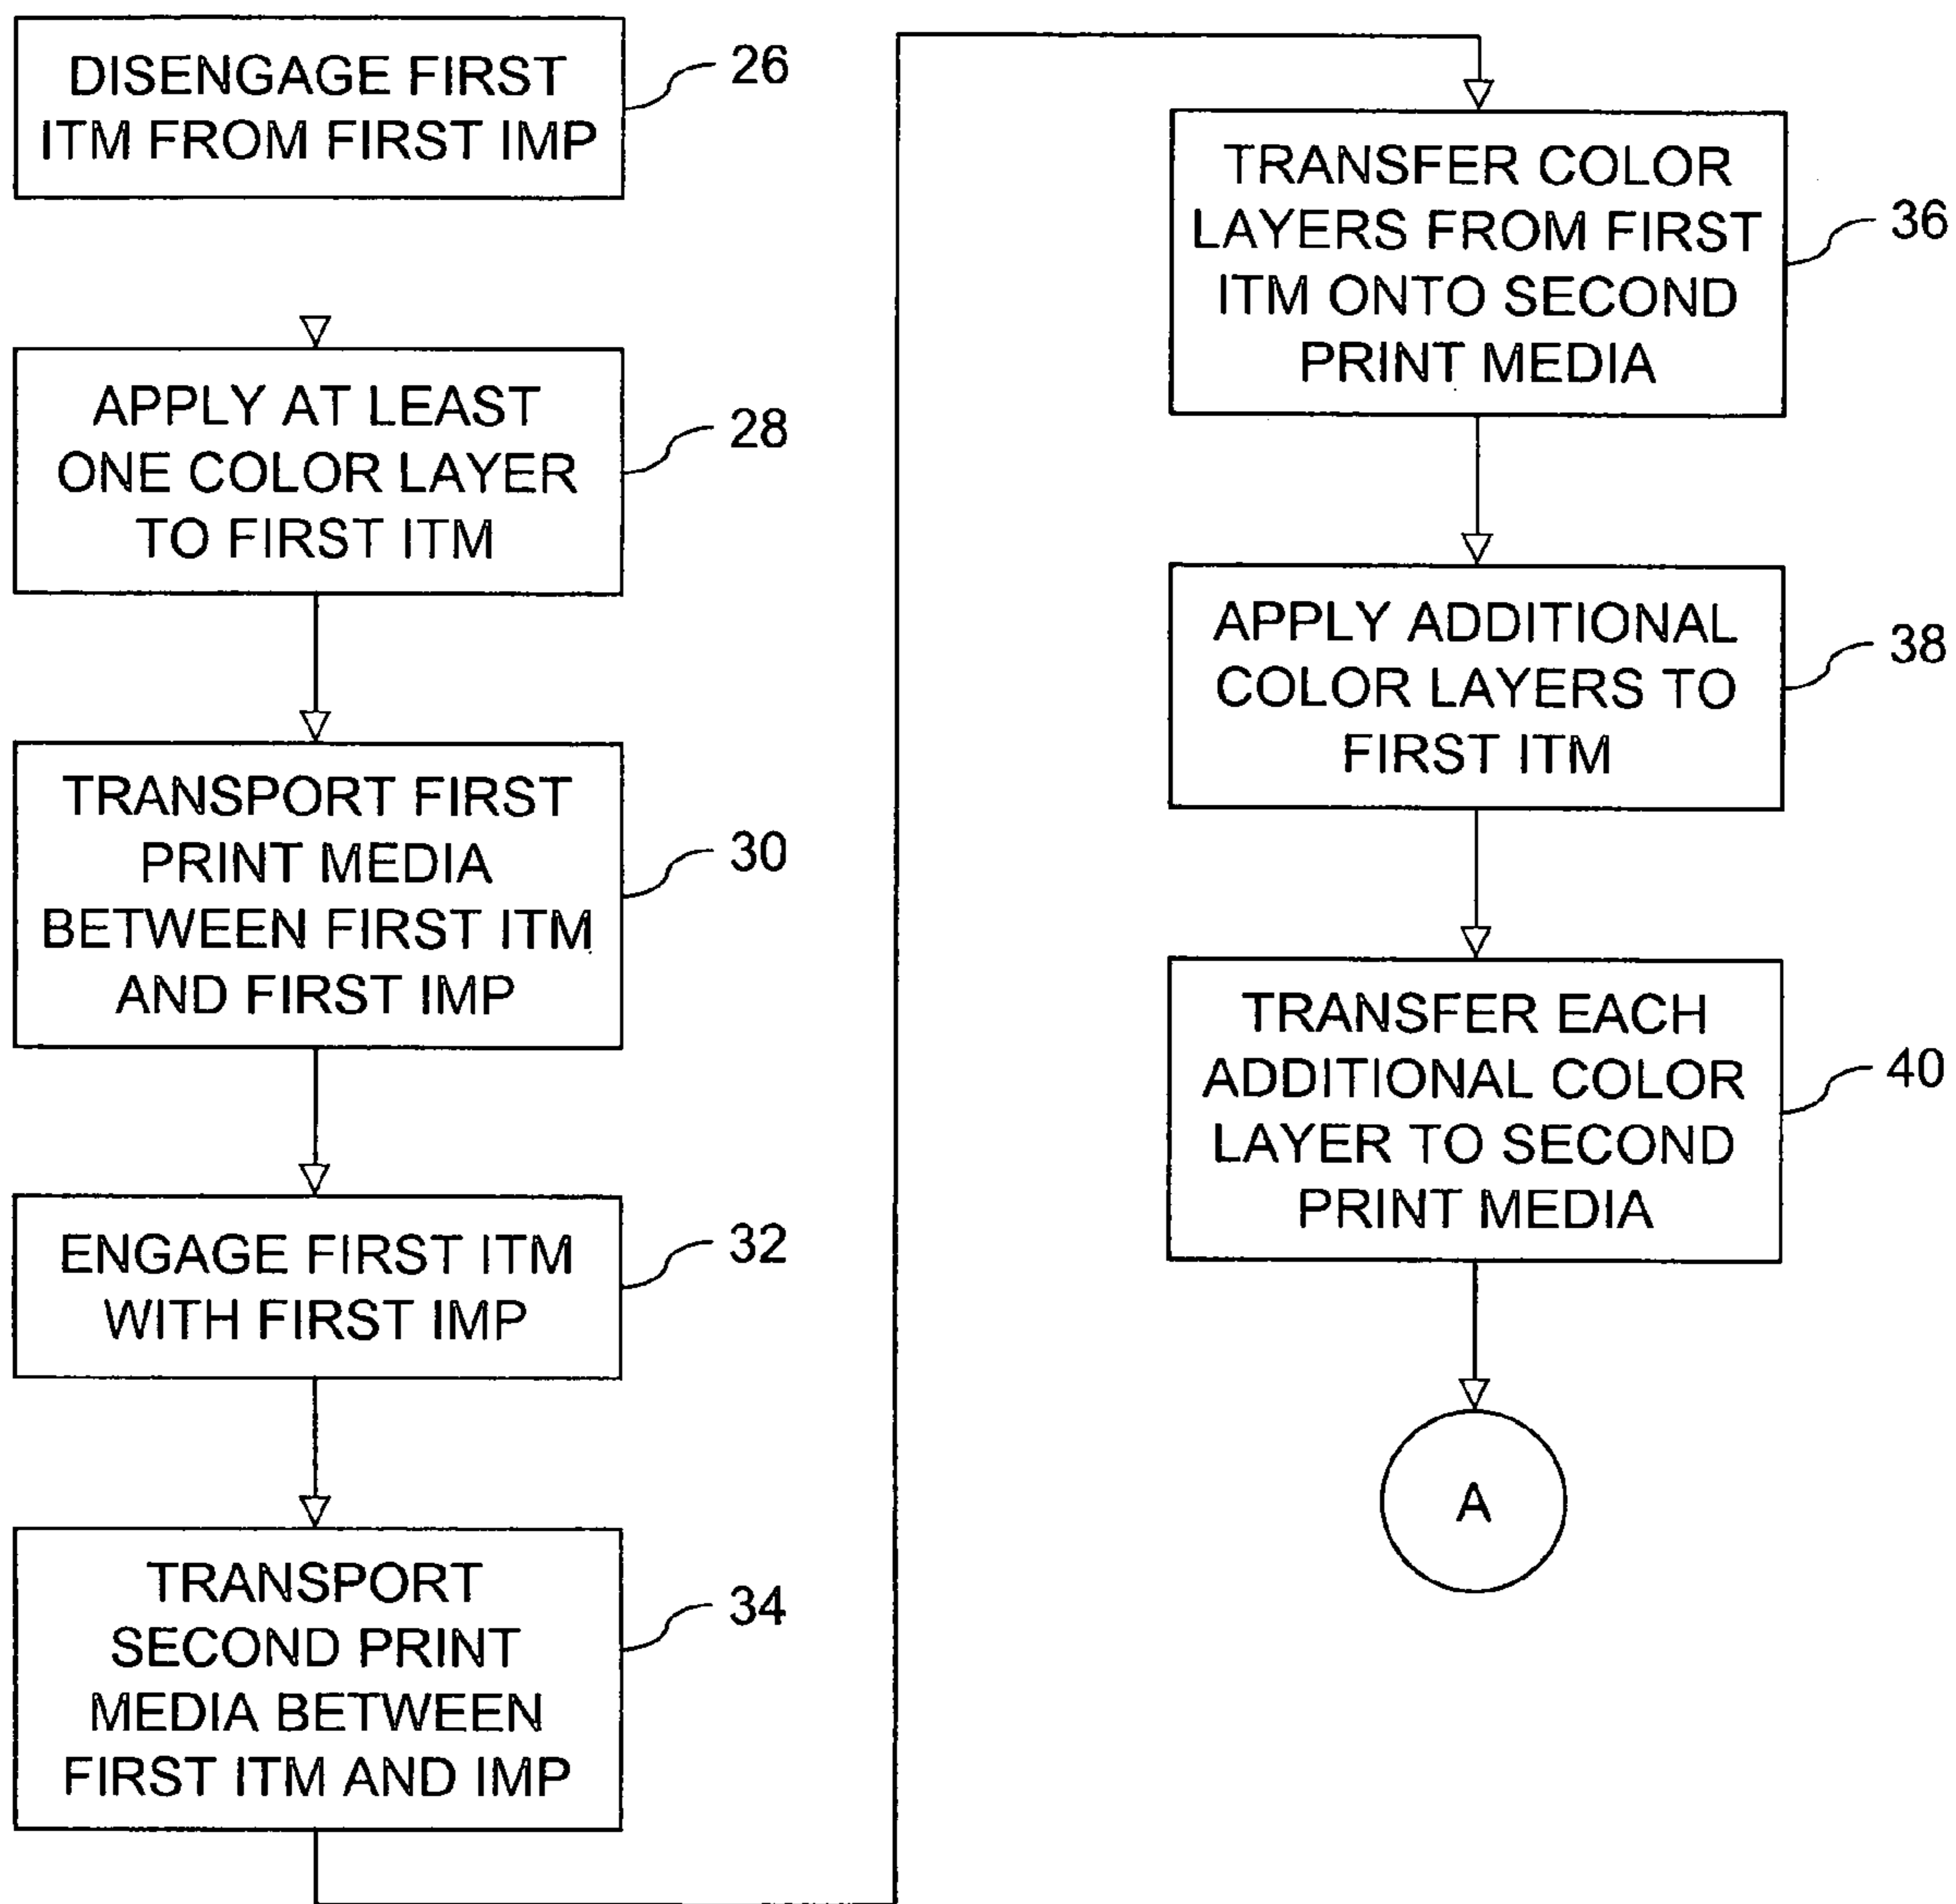 DISENGAGE FIRST
ITM FROM FIRST IMP
26
APPLY AT LEAST
ONE COLOR LAYER
TO FIRST ITM
28
TRANSPORT FIRST
PRINT MEDIA
BETWEEN FIRST ITM
AND FIRST IMP
30
ENGAGE FIRST ITM
WITH FIRST IMP
32
TRANSPORT
SECOND PRINT
MEDIA BETWEEN
FIRST ITM AND IMP
34
TRANSFER COLOR
LAYERS FROM FIRST
ITM ONTO SECOND
PRINT MEDIA
36
APPLY ADDITIONAL
COLOR LAYERS TO
FIRST ITM
38
TRANSFER EACH
ADDITIONAL COLOR
LAYER TO SECOND
PRINT MEDIA
40
A